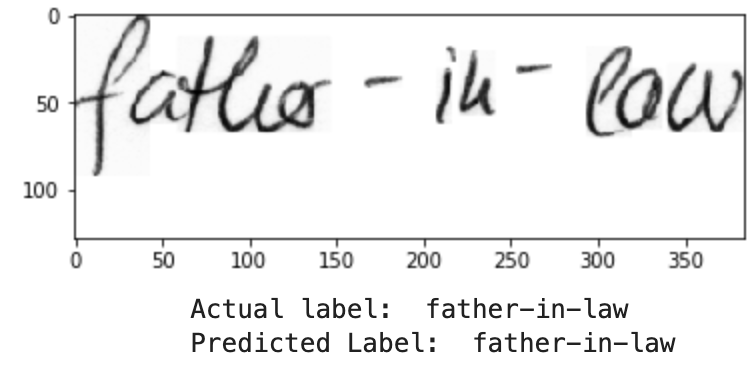 0
50
100
father - in - law
0 50 100 150 200 250 300 350
Actual label: father-in-law
Predicted Label: father-in-law